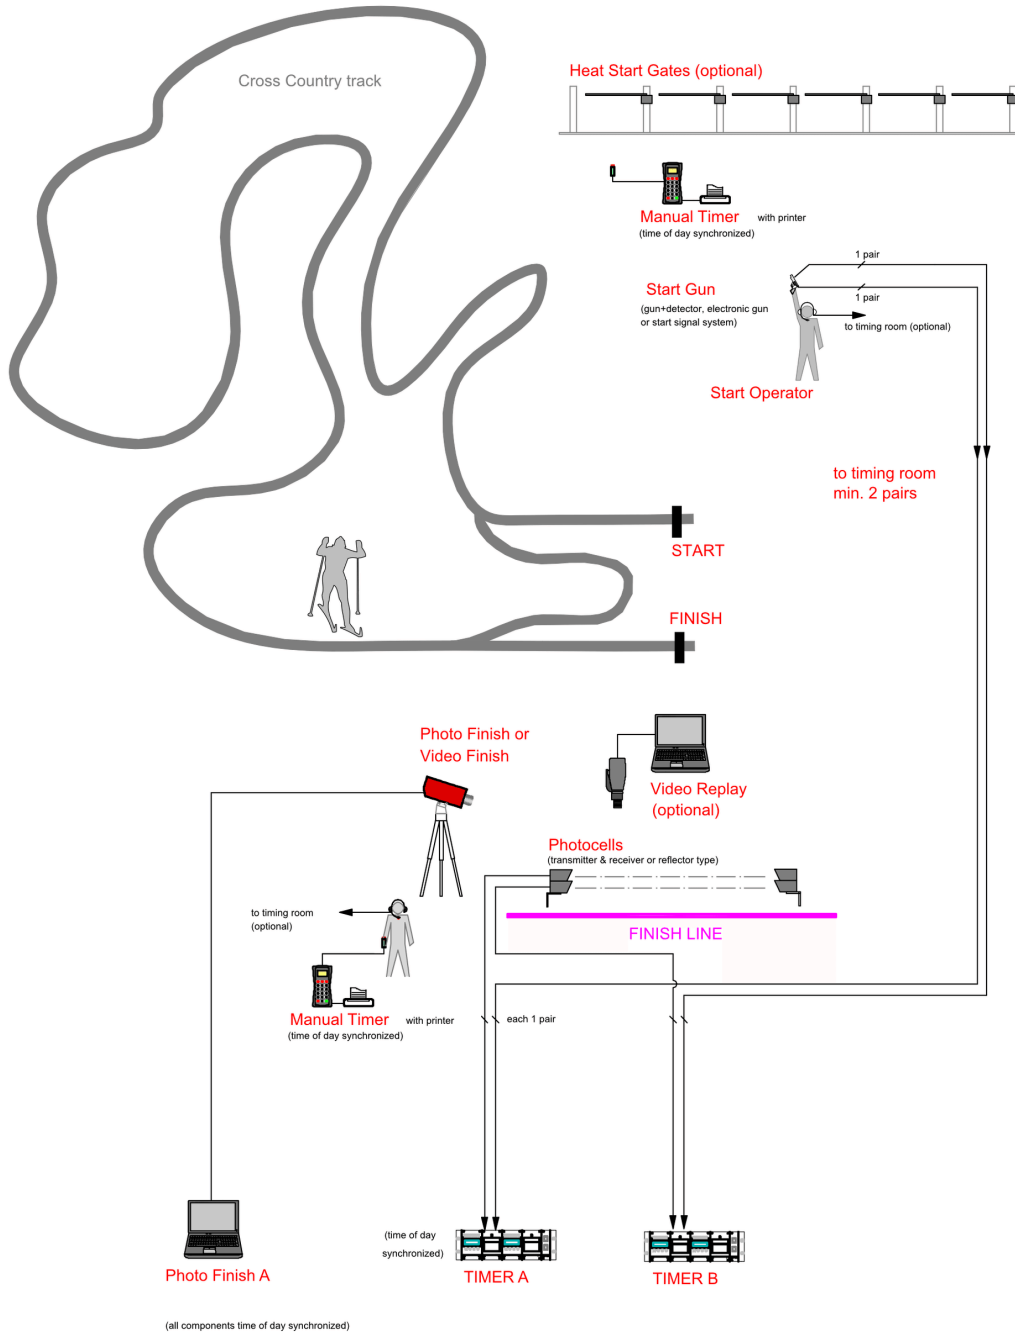 Cross Country track
Heat Start Gates (optional)
Manual Timer with printer
(time of day synchronized)
1 pair
Start Gun
1 pair
(gun+detector, electronic gun
or start signal system)
to timing room (optional)
Start Operator
to timing room
min. 2 pairs
START
FINISH
Photo Finish or
Video Finish
Video Replay
(optional)
Photocells
(transmitter & receiver or reflector type)
to timing room
(optional)
FINISH LINE
Manual Timer with printer
(time of day synchronized)
each 1 pair
(time of day
synchronized)
Photo Finish A
TIMER A
TIMER B
(all components time of day synchronized)